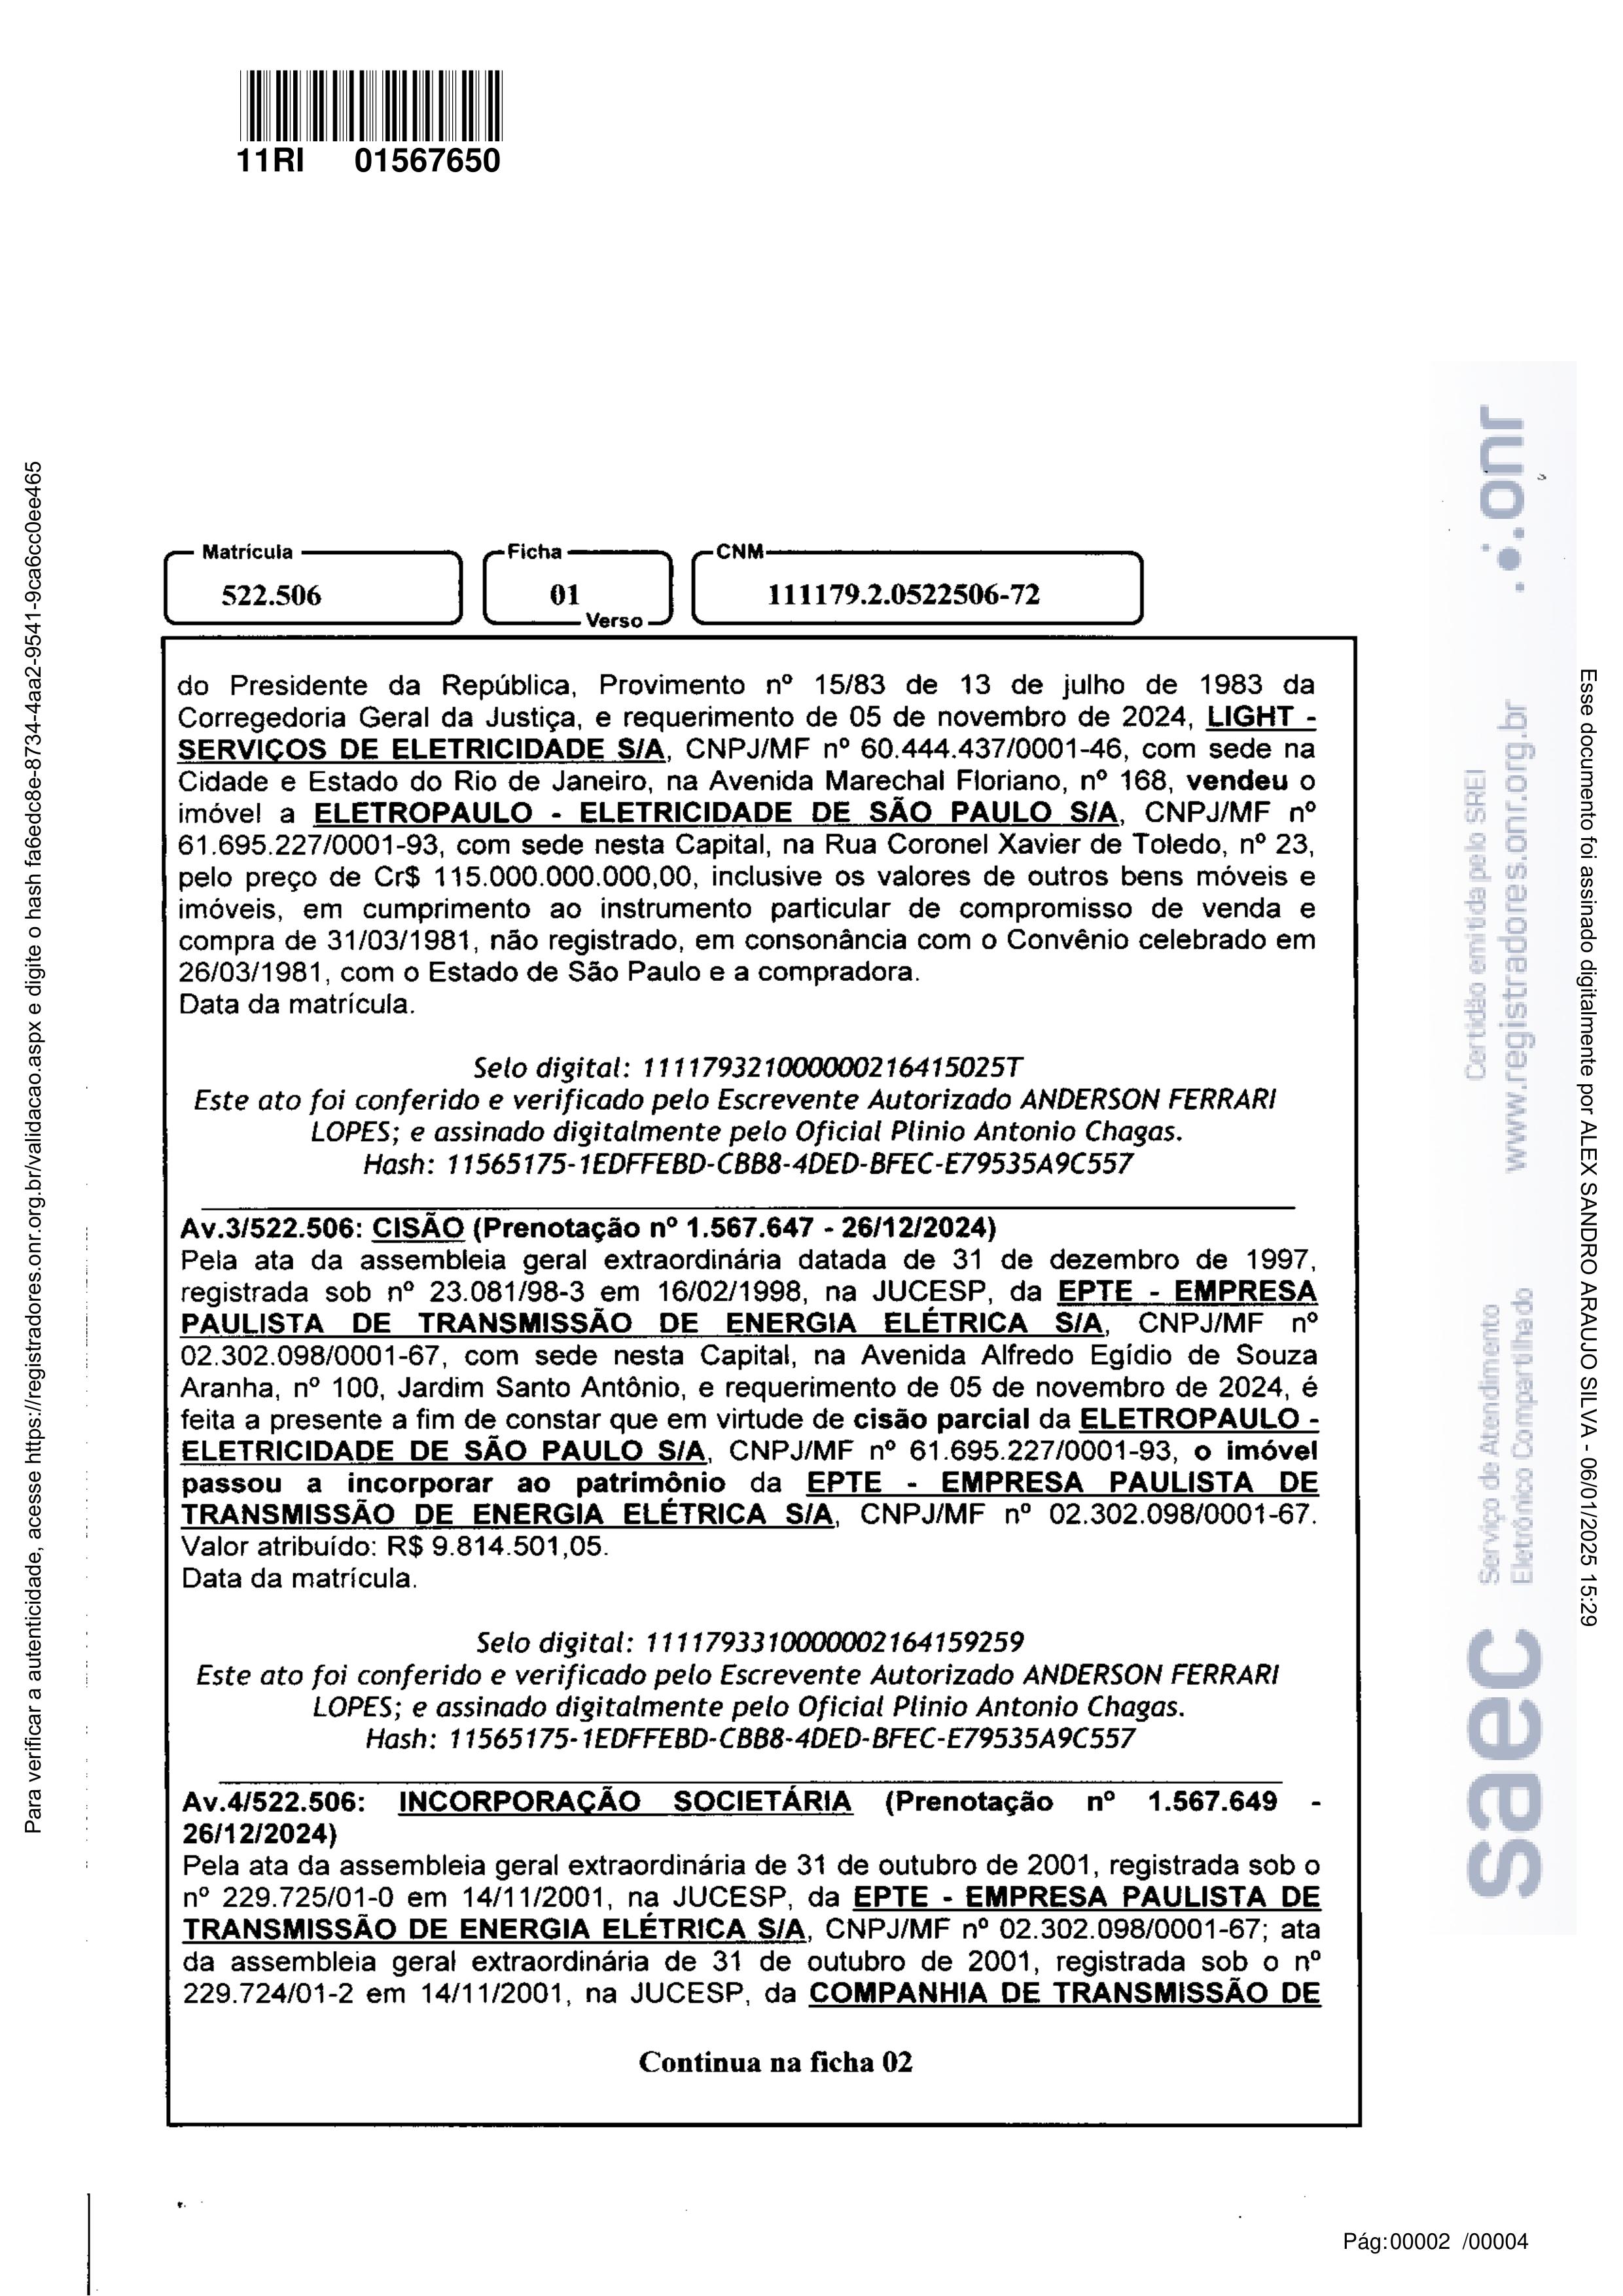 11RI 01567650
Matrícula
522.506
Ficha
01
Verso
CNM
111179.2.0522506-72
do Presidente da República, Provimento nº 15/83 de 13 de julho de 1983 da
Corregedoria Geral da Justiça, e requerimento de 05 de novembro de 2024, LIGHT -
SERVIÇOS DE ELETRICIDADE S/A, CNPJ/MF nº 60.444.437/0001-46, com sede na
Cidade e Estado do Rio de Janeiro, na Avenida Marechal Floriano, nº 168, vendeu o
imóvel a ELETROPAULO - ELETRICIDADE DE SÃO PAULO S/A, CNPJ/MF nº
61.695.227/0001-93, com sede nesta Capital, na Rua Coronel Xavier de Toledo, nº 23,
pelo preço de Cr$ 115.000.000.000,00, inclusive os valores de outros bens móveis e
imóveis, em cumprimento ao instrumento particular de compromisso de venda e
compra de 31/03/1981, não registrado, em consonância com o Convênio celebrado em
26/03/1981, com o Estado de São Paulo e a compradora.
Data da matrícula.
Selo digital: 1111793210000000216415025T
Este ato foi conferido e verificado pelo Escrevente Autorizado ANDERSON FERRARI
LOPES; e assinado digitalmente pelo Oficial Plinio Antonio Chagas.
Hash: 11565175-1EDFFEBD-CBB8-4DED-BFEC-E79535A9C557
Av.3/522.506: CISÃO (Prenotação nº 1.567.647 - 26/12/2024)
Pela ata da assembleia geral extraordinária datada de 31 de dezembro de 1997,
registrada sob nº 23.081/98-3 em 16/02/1998, na JUCESP, da EPTE - EMPRESA
PAULISTA DE TRANSMISSÃO DE ENERGIA ELÉTRICA S/A, CNPJ/MF nº
02.302.098/0001-67, com sede nesta Capital, na Avenida Alfredo Egídio de Souza
Aranha, nº 100, Jardim Santo Antônio, e requerimento de 05 de novembro de 2024, é
feita a presente a fim de constar que em virtude de cisão parcial da ELETROPAULO -
ELETRICIDADE DE SÃO PAULO S/A, CNPJ/MF nº 61.695.227/0001-93, o imóvel
passou a incorporar ao patrimônio da EPTE - EMPRESA PAULISTA DE
TRANSMISSÃO DE ENERGIA ELÉTRICA S/A, CNPJ/MF nº 02.302.098/0001-67.
Valor atribuído: R$ 9.814.501,05.
Data da matrícula.
Selo digital: 1111793310000002164159259
Este ato foi conferido e verificado pelo Escrevente Autorizado ANDERSON FERRARI
LOPES; e assinado digitalmente pelo Oficial Plinio Antonio Chagas.
Hash: 11565175-1EDFFEBD-CBB8-4DED-BFEC-E79535A9C557
Av.4/522.506: INCORPORAÇÃO SOCIETÁRIA (Prenotação nº 1.567.649 -
26/12/2024)
Pela ata da assembleia geral extraordinária de 31 de outubro de 2001, registrada sob o
nº 229.725/01-0 em 14/11/2001, na JUCESP, da EPTE - EMPRESA PAULISTA DE
TRANSMISSÃO DE ENERGIA ELÉTRICA S/A, CNPJ/MF nº 02.302.098/0001-67; ata
da assembleia geral extraordinária de 31 de outubro de 2001, registrada sob o nº
229.724/01-2 em 14/11/2001, na JUCESP, da COMPANHIA DE TRANSMISSÃO DE
Continua na ficha 02
Pág:00002 /00004
Para verificar a autenticidade, acesse https://registradores.onr.org.br/validacao.aspx e digite o hash fa6edc8e-8734-4aa2-9541-9ca6cc0ee465
saec
Serviço de Atendimento
Eletrônico Compartilhado
Certidão emitida pelo SREI
www.registradores.onr.org.br
onr
Esse documento foi assinado digitalmente por ALEX SANDRO ARAUJO SILVA - 06/01/2025 15:29